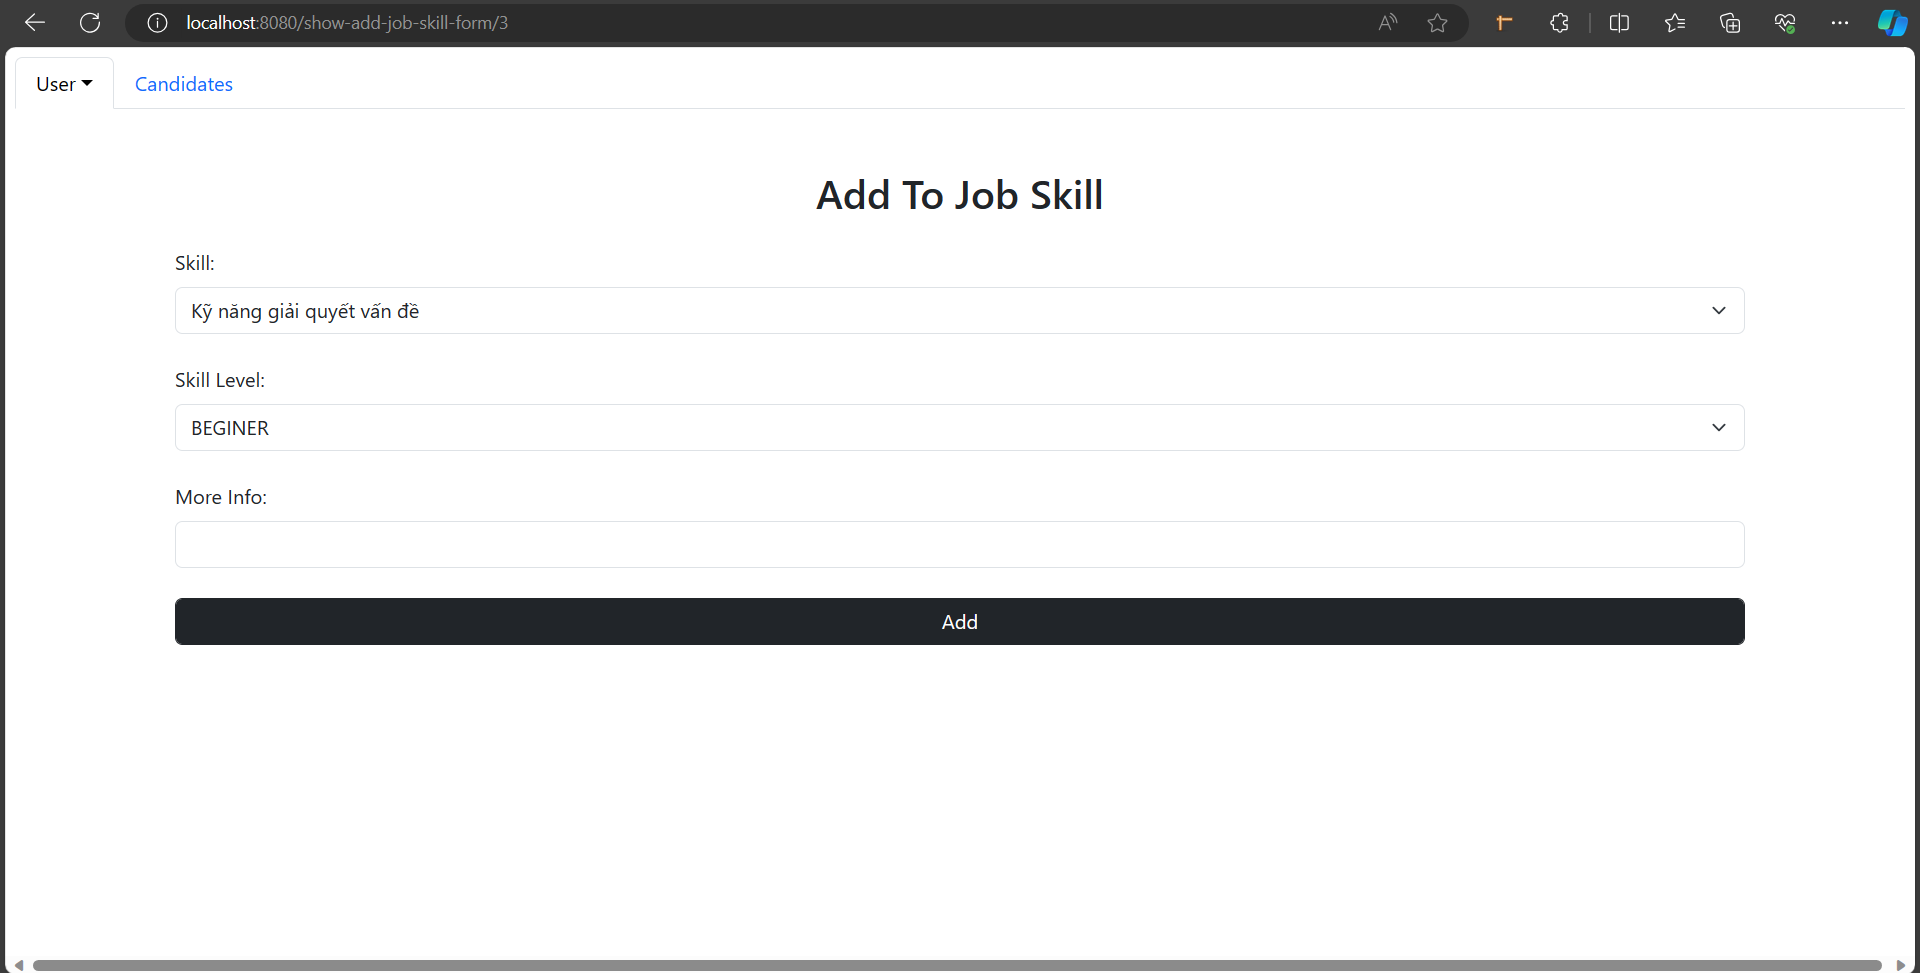 localhost:8080/show-add-job-skill-form/3
User
Candidates
Add To Job Skill
Skill:
Kỹ năng giải quyết vấn đề
Skill Level:
BEGINER
More Info:
Add